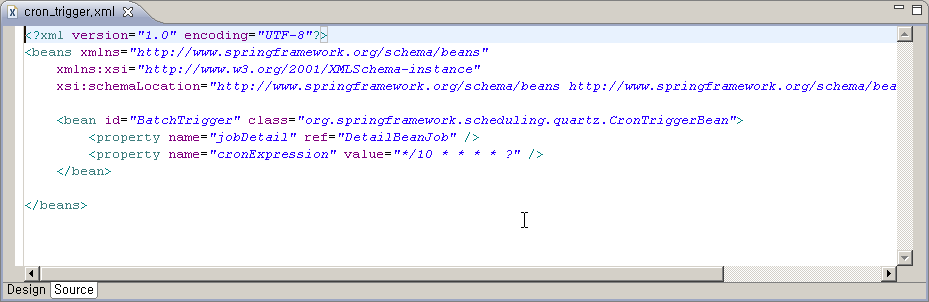 cron_trigger.xml
<?xml version="1.0" encoding="UTF-8"?>
<beans xmlns="http://www.springframework.org/schema/beans"
xmlns:xsi="http://www.w3.org/2001/XMLSchema-instance"
xsi:schemaLocation="http://www.springframework.org/schema/beans http://www.springframework.org/schema/bea
<bean id="BatchTrigger" class="org.springframework.scheduling.quartz.CronTriggerBean">
<property name="jobDetail" ref="DetailBeanJob" />
<property name="cronExpression" value="*/10 * * * * ?" />
</bean>
</beans>
Design Source